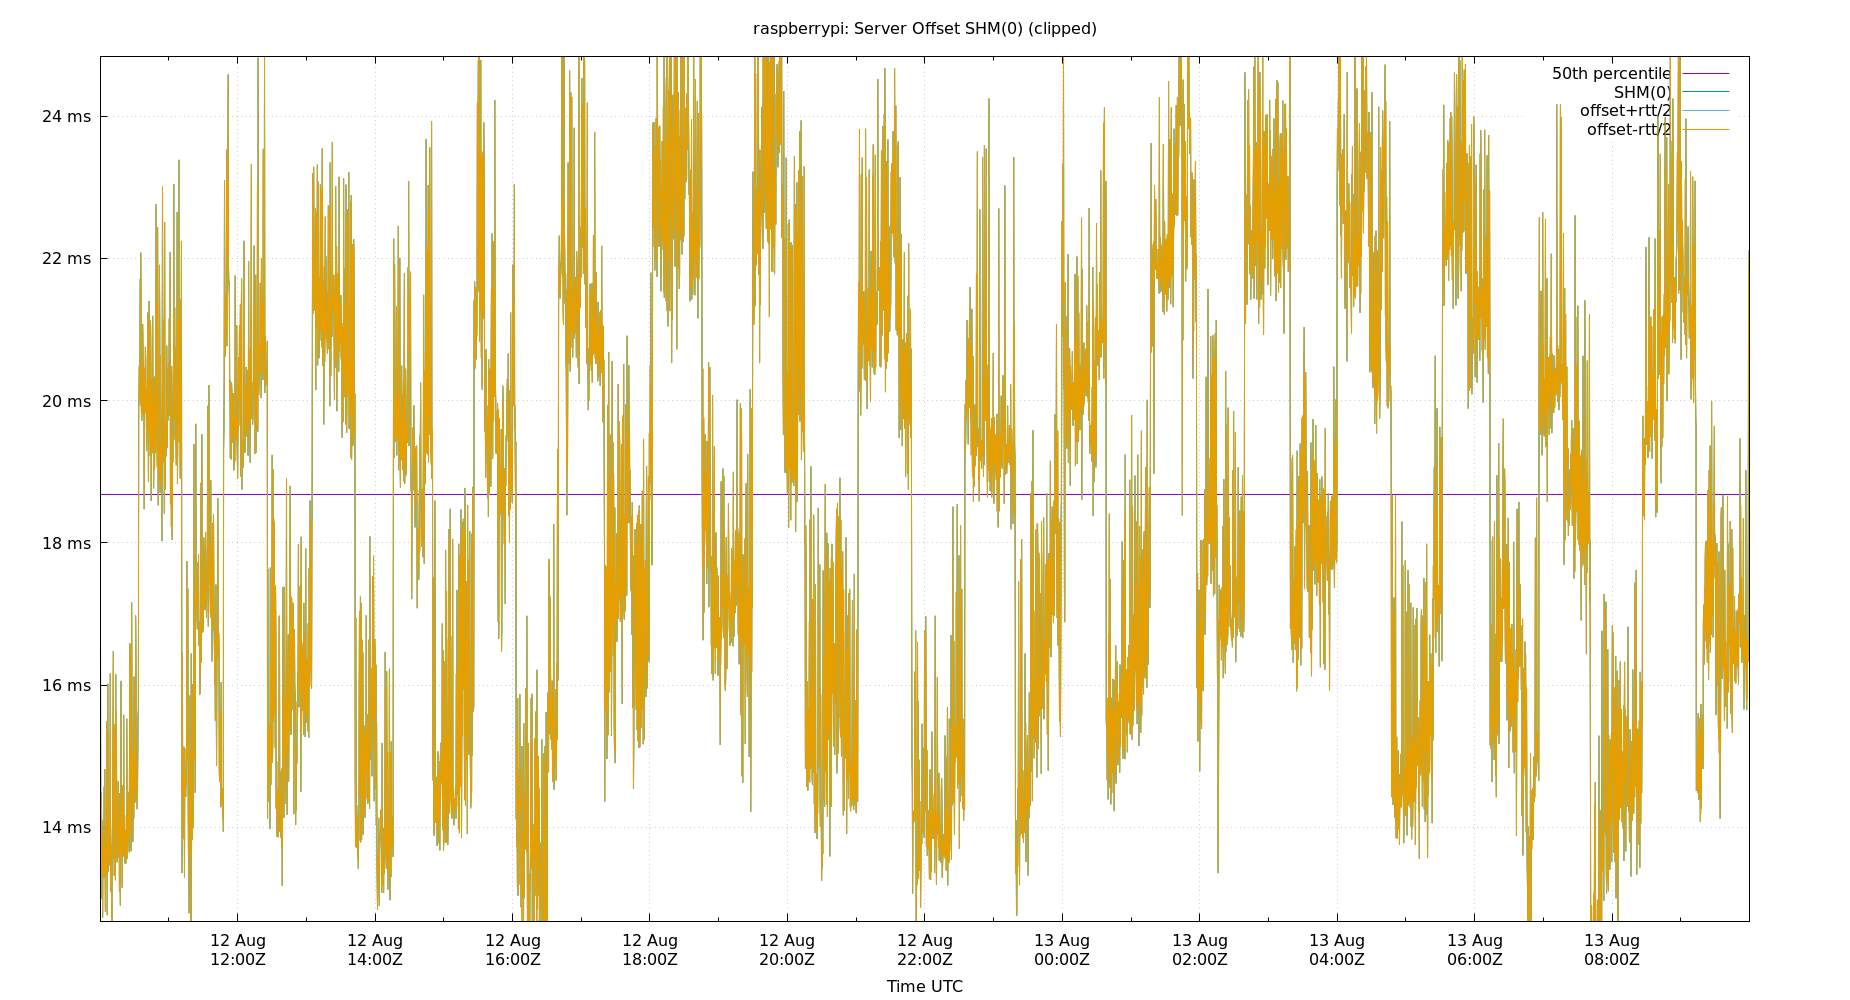 raspberrypi: Server Offset SHM(0) (clipped)
50th percentile
SHM(0)
offset+rtt/2
offset-rtt/2
24 ms
22 ms
20 ms
18 ms
16 ms
14 ms
12 Aug 12 Aug 12 Aug 12 Aug 12 Aug 12 Aug 13 Aug 13 Aug 13 Aug 13 Aug 13 Aug
12:00Z 14:00Z 16:00Z 18:00Z 20:00Z 22:00Z 00:00Z 02:00Z 04:00Z 06:00Z 08:00Z
Time UTC